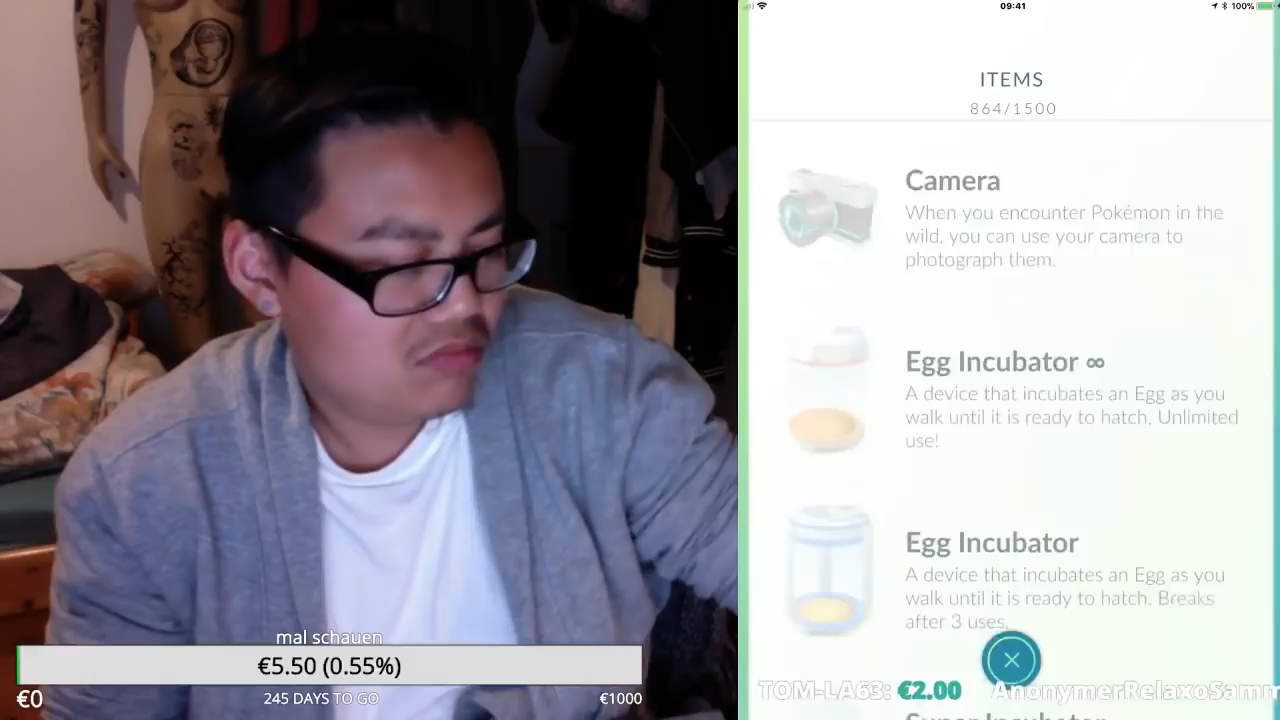 mal schauen
€5.50 (0.55%)
€0
245 DAYS TO GO
€1000
09:41
100%
ITEMS
864/1500
Camera
When you encounter Pokémon in the
wild, you can use your camera to
photograph them.
Egg Incubator ∞
A device that incubates an Egg as you
walk until it is ready to hatch. Unlimited
use!
Egg Incubator
A device that incubates an Egg as you
walk until it is ready to hatch. Breaks
after 3 uses.
TOM-LA63: €2.00 AnonymerRelaxoSamm
Super Incubator